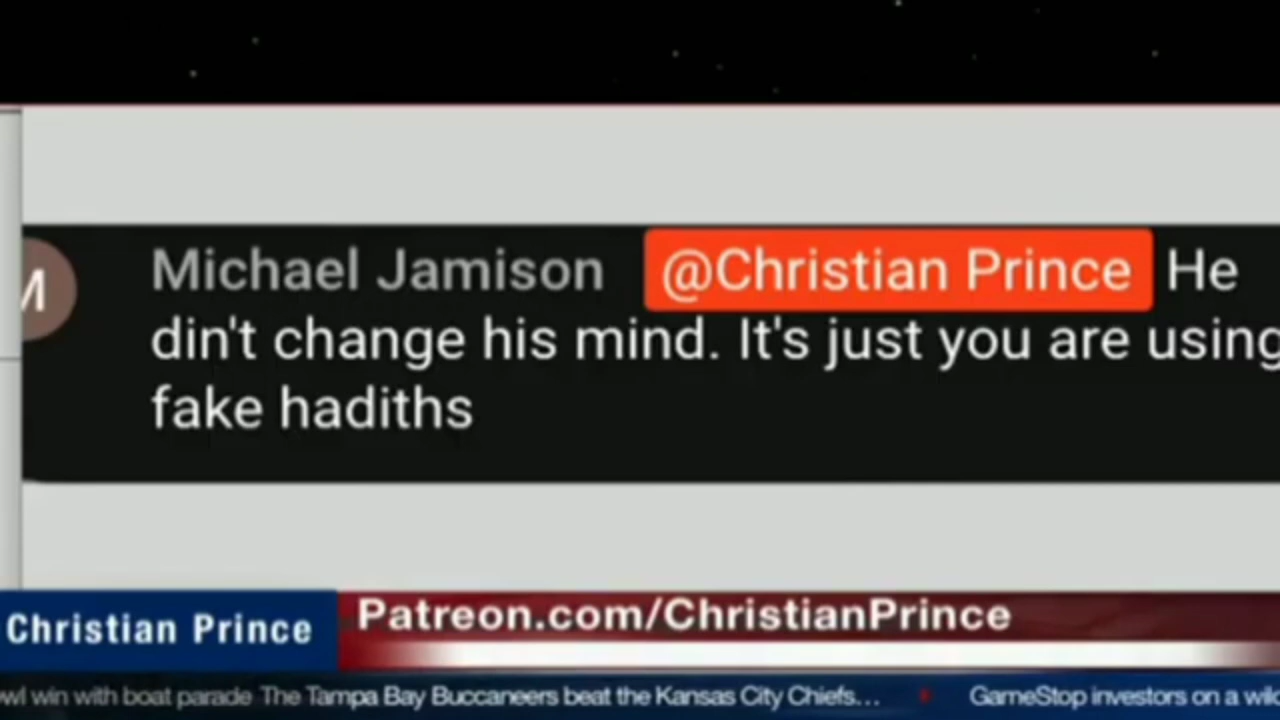 M
Michael Jamison @Christian Prince He
din't change his mind. It's just you are using
fake hadiths
Patreon.com/ChristianPrince
Christian Prince
win with boat parade The Tampa Bay Buccaneers beat the Kansas City Chiefs... GameStop investors on a